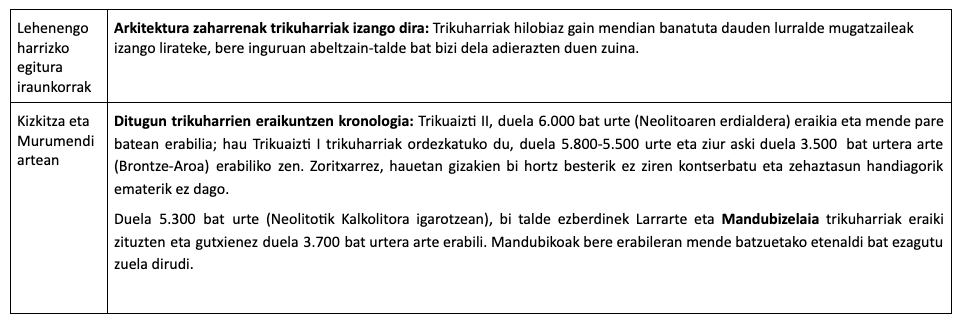 Lehenengo
harrizko
egitura
iraunkorrak
Arkitektura zaharrenak trikuharriak izango dira: Trikuharriak hilobiaz gain mendian banatuta dauden lurralde mugatzaileak
izango lirateke, bere inguruan abeltzain-talde bat bizi dela adierazten duen zuina.
Kizkitza eta
Murumendi
artean
Ditugun trikuharrien eraikuntzen kronologia: Trikuaizti II, duela 6.000 bat urte (Neolitoaren erdialdera) eraikia eta mende pare
batean erabilia; hau Trikuaizti I trikuharriak ordezkatuko du, duela 5.800-5.500 urte eta ziur aski duela 3.500 bat urtera arte
(Brontze-Aroa) erabiliko zen. Zoritxarrez, hauetan gizakien bi hortz besterik ez ziren kontserbatu eta zehaztasun handiagorik
ematerik ez dago.
Duela 5.300 bat urte (Neolitotik Kalkolitora igarotzean), bi talde ezberdinek Larrarte eta Mandubizelaia trikuharriak eraiki
zituzten eta gutxienez duela 3.700 bat urtera arte erabili. Mandubikoak bere erabileran mende batzuetako etenaldi bat ezagutu
zuela dirudi.